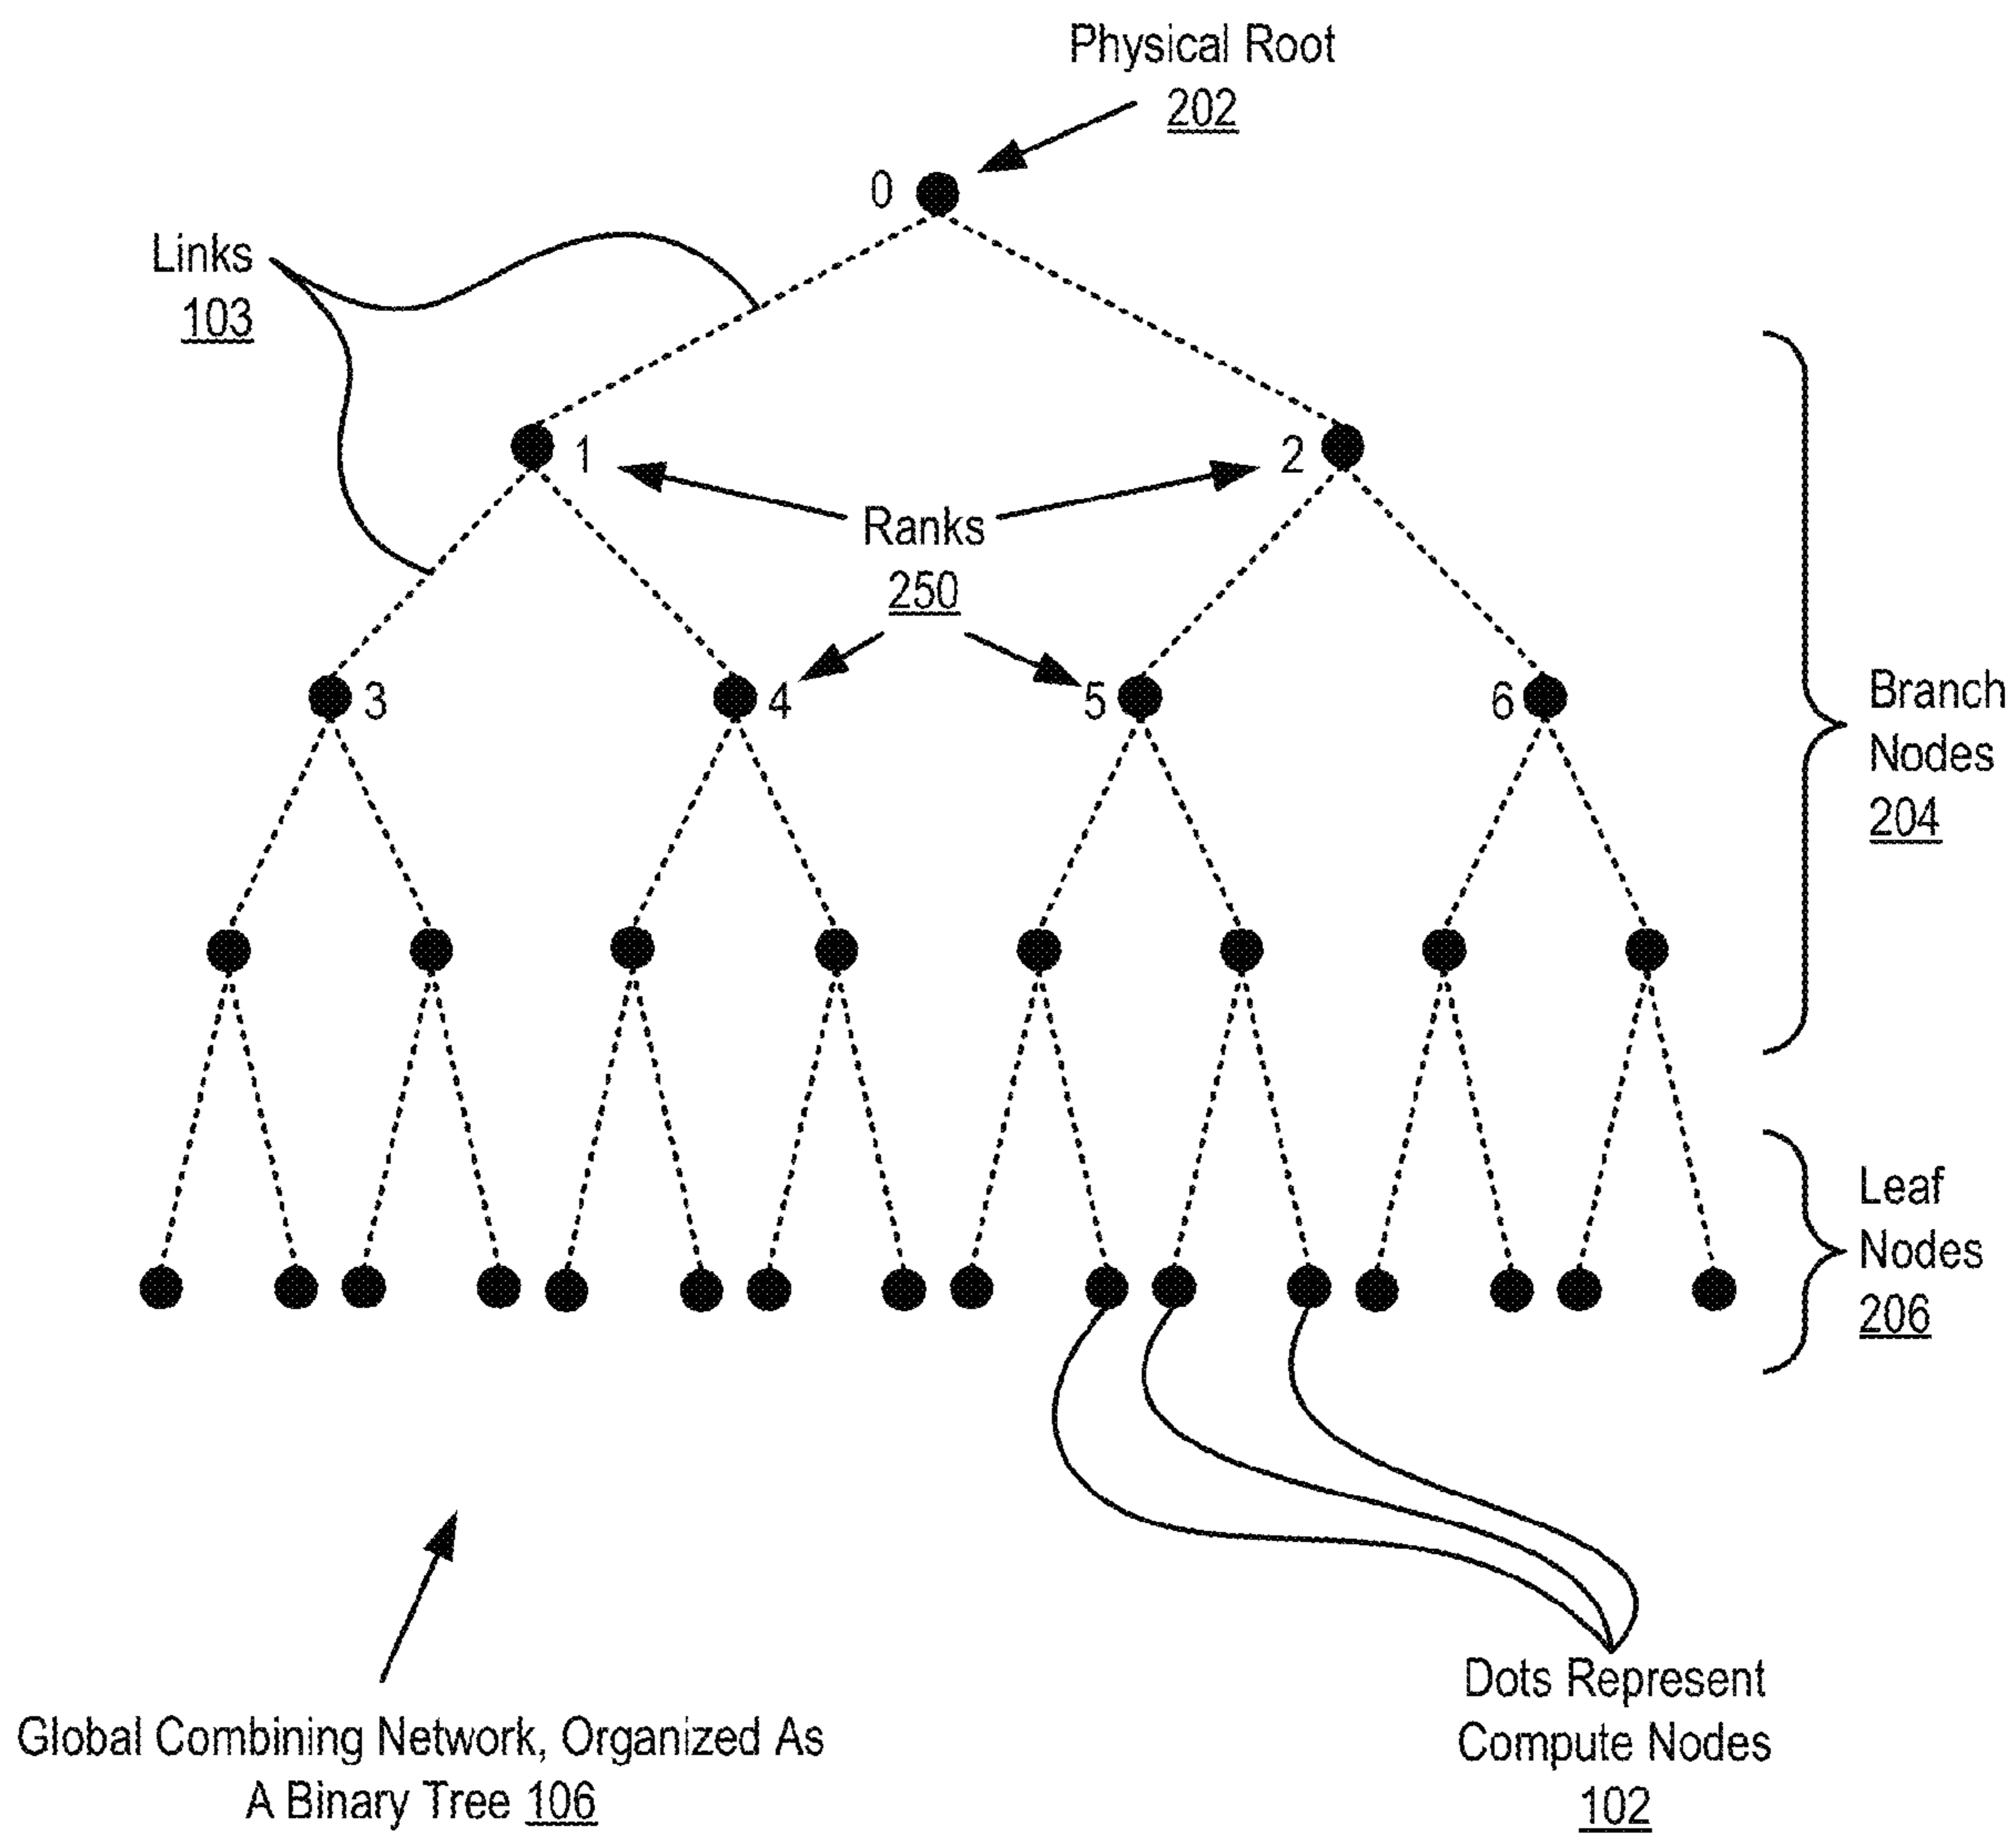 Physical Root
202
0
Links
103
1
2
Ranks
250
3
4
5
6
Branch
Nodes
204
Leaf
Nodes
206
Dots Represent
Compute Nodes
102
Global Combining Network, Organized As
A Binary Tree 106